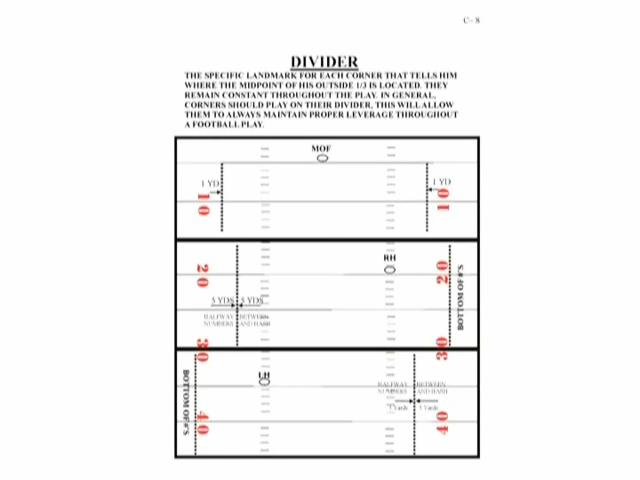 C-8
DIVIDER
THE SPECIFIC LANDMARK FOR EACH CORNER THAT TELLS HIM
WHERE THE MIDPOINT OF HIS OUTSIDE 1/3 IS LOCATED. THEY
REMAIN CONSTANT THROUGHOUT THE PLAY. IN GENERAL,
CORNERS SHOULD PLAY ON THEIR DIVIDER, THIS WILL ALLOW
THEM TO ALWAYS MAINTAIN PROPER LEVERAGE THROUGHOUT
A FOOTBALL PLAY.
MOF
1 YD
1 YD
10
10
RH
20
20
BOTTOM OF #'S
5 YDS 5 YDS
HALFWAY BETWEEN
NUMBERS AND HASH
30
30
BOTTOM OF #'S
HALFWAY BETWEEN
NUMBERS AND HASH
Yards 5 Yards
40
40